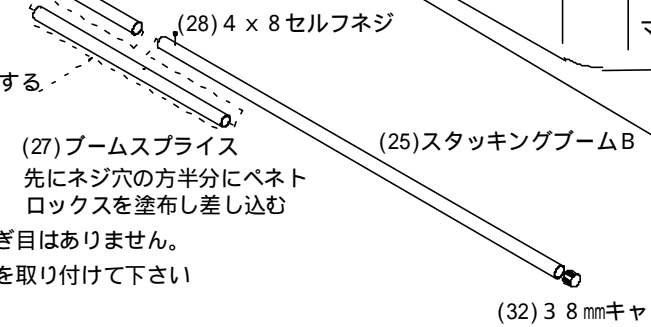 (28)4 x 8セルフネジ
する
(27)ブームスプライス
先にネジ穴の方半分にペネト
ロックスを塗布し差し込む
(25)スタッキングブームB
ぎ目はありません。
を取り付けて下さい
(32)38㎜キャ